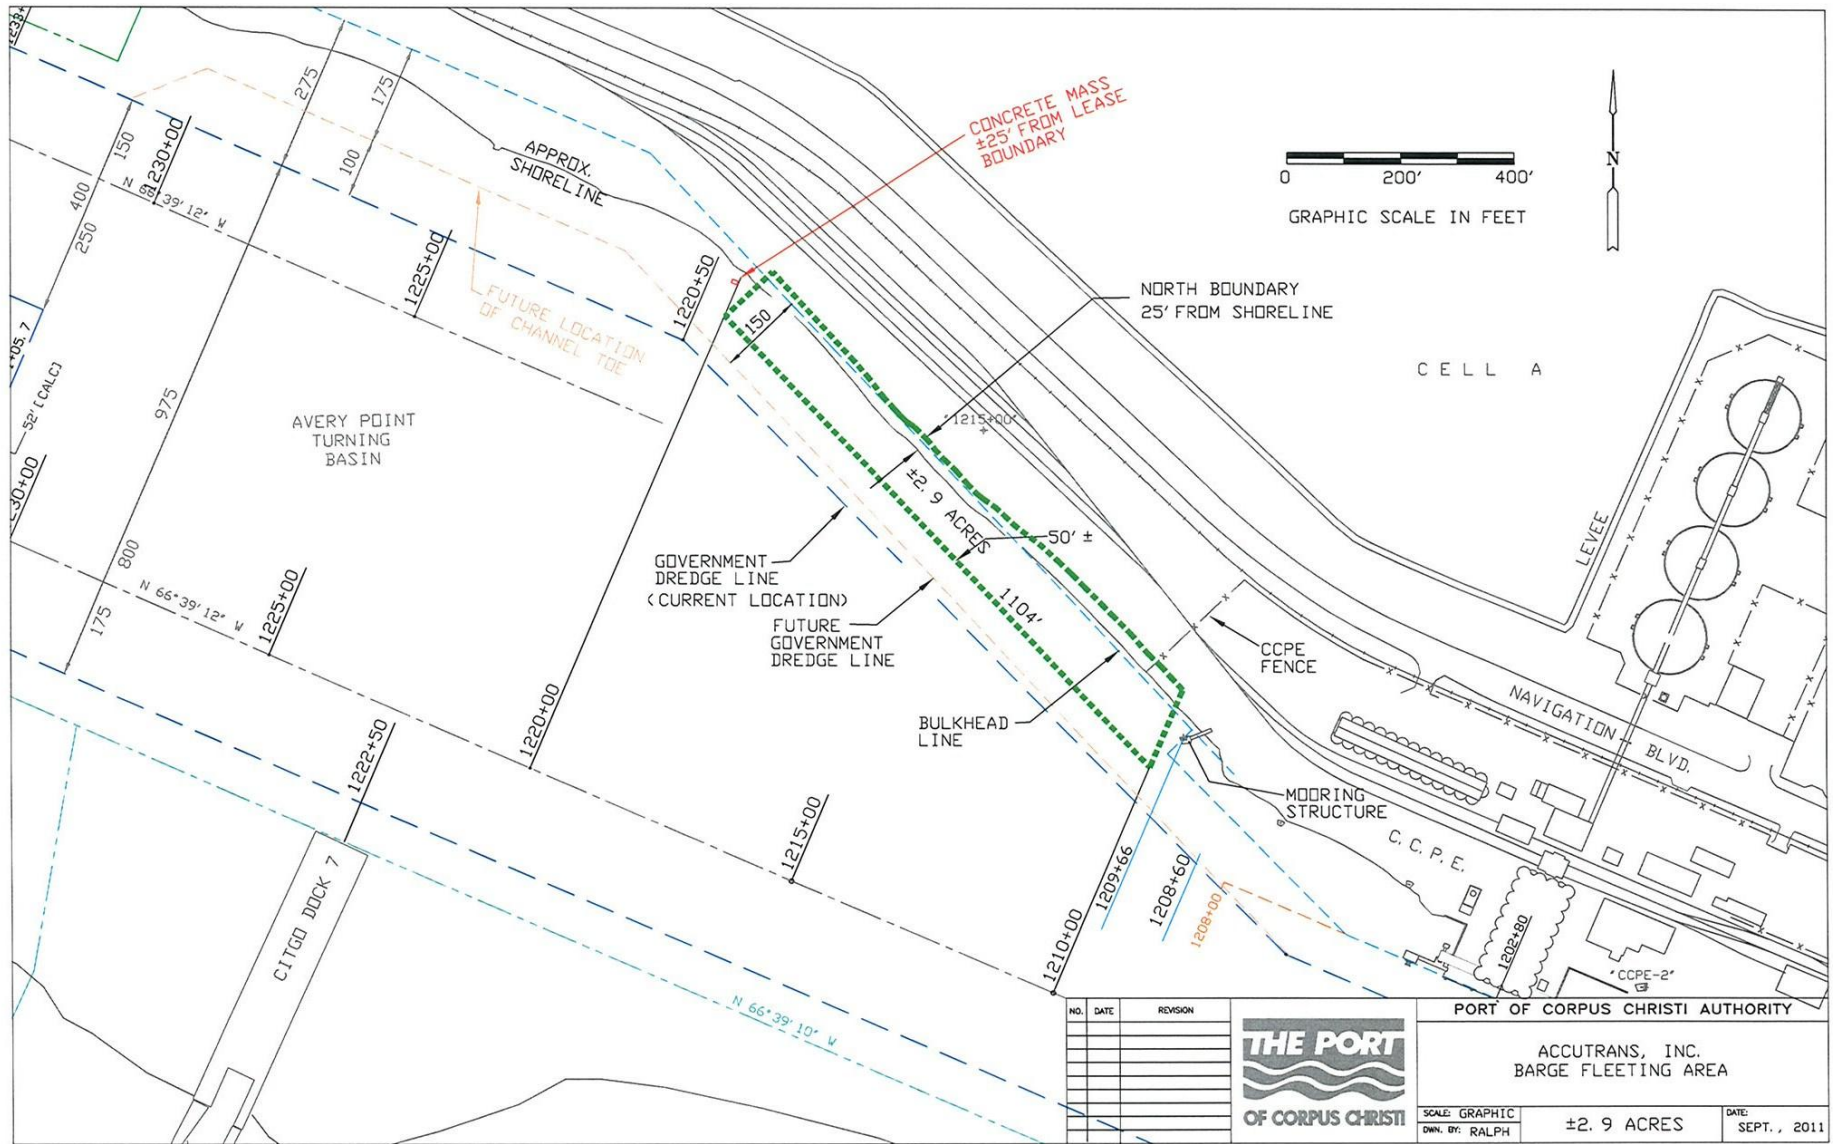 275
175
150
100
1230+00
400
250
N 66°39'12" W
APPROX.
SHORELINE
CONCRETE MASS
±25' FROM LEASE
BOUNDARY
0 200' 400'
GRAPHIC SCALE IN FEET
N
1225+00
1220+50
FUTURE LOCATION
OF CHANNEL TOE
150
NORTH BOUNDARY
25' FROM SHORELINE
CELL A
+05.7
52' [CALC]
975
AVERY POINT
TURNING
BASIN
"1215+00"
±2.9 ACRES
50' ±
1104'
LEVEE
800
175
N 66°39'12" W
1225+00
GOVERNMENT
DREDGE LINE
(CURRENT LOCATION)
FUTURE
GOVERNMENT
DREDGE LINE
CCPE
FENCE
BULKHEAD
LINE
NAVIGATION BLVD.
1222+50
1220+00
1215+00
MOORING
STRUCTURE
C.C.P.E.
1209+66
1208+60
1208+00
1210+00
1202+80
"CCPE-2"
CITGO DOCK 7
N 66°39'10" W
NO. DATE REVISION
THE PORT
OF CORPUS CHRISTI
PORT OF CORPUS CHRISTI AUTHORITY
ACCUTRANS, INC.
BARGE FLEETING AREA
SCALE: GRAPHIC
DWN. BY: RALPH
±2.9 ACRES
DATE:
SEPT., 2011